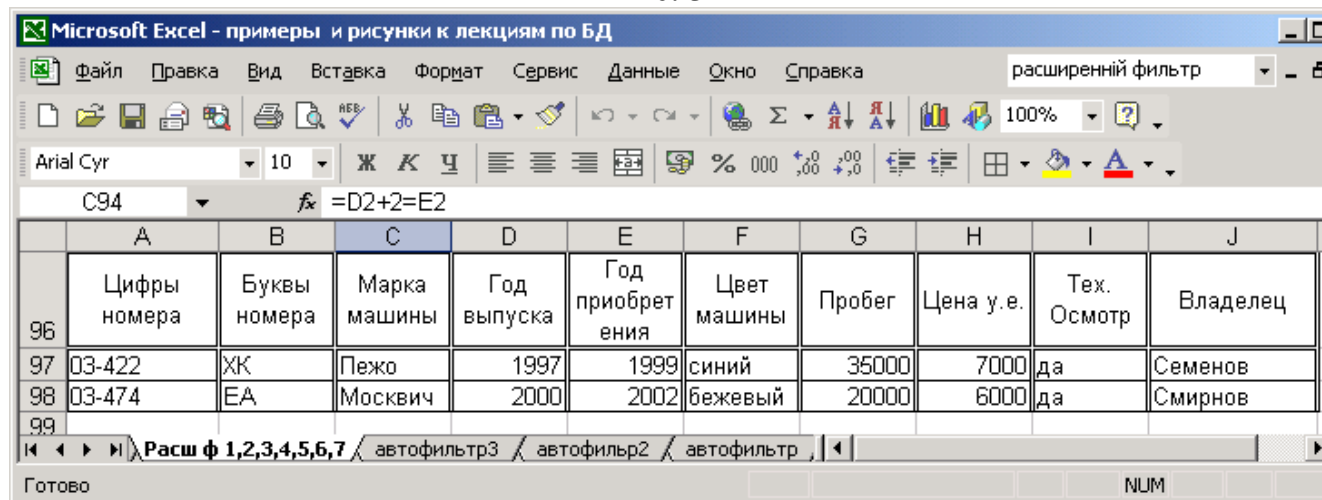 Microsoft Excel - примеры и рисунки к лекциям по БД
Файл Правка Вид Вставка Формат Сервис Данные Окно Справка расширенній фильтр
100%
Arial Cyr 10 Ж К Ч % 000
C94 fx =D2+2=E2
A B C D E F G H I J
96 Цифры номера Буквы номера Марка машины Год выпуска Год приобретения Цвет машины Пробег Цена у.е. Тех. Осмотр Владелец
97 03-422 ХК Пежо 1997 1999 синий 35000 7000 да Семенов
98 03-474 ЕА Москвич 2000 2002 бежевый 20000 6000 да Смирнов
99
Расш ф 1,2,3,4,5,6,7 автофильтр3 автофильр2 автофильтр
Готово NUM